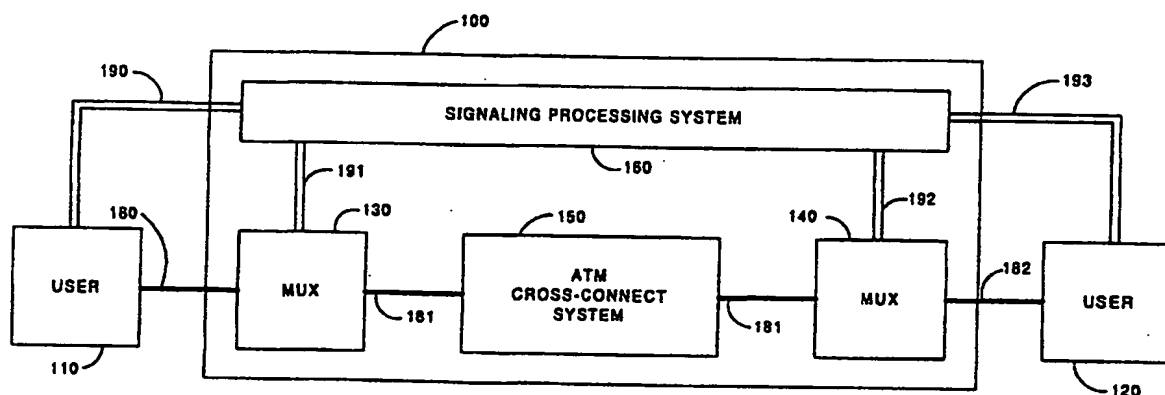 100
190
193
SIGNALING PROCESSING SYSTEM
160
191
192
180
130
150
140
182
USER
MUX
ATM
CROSS-CONNECT
SYSTEM
MUX
USER
181
181
110
120